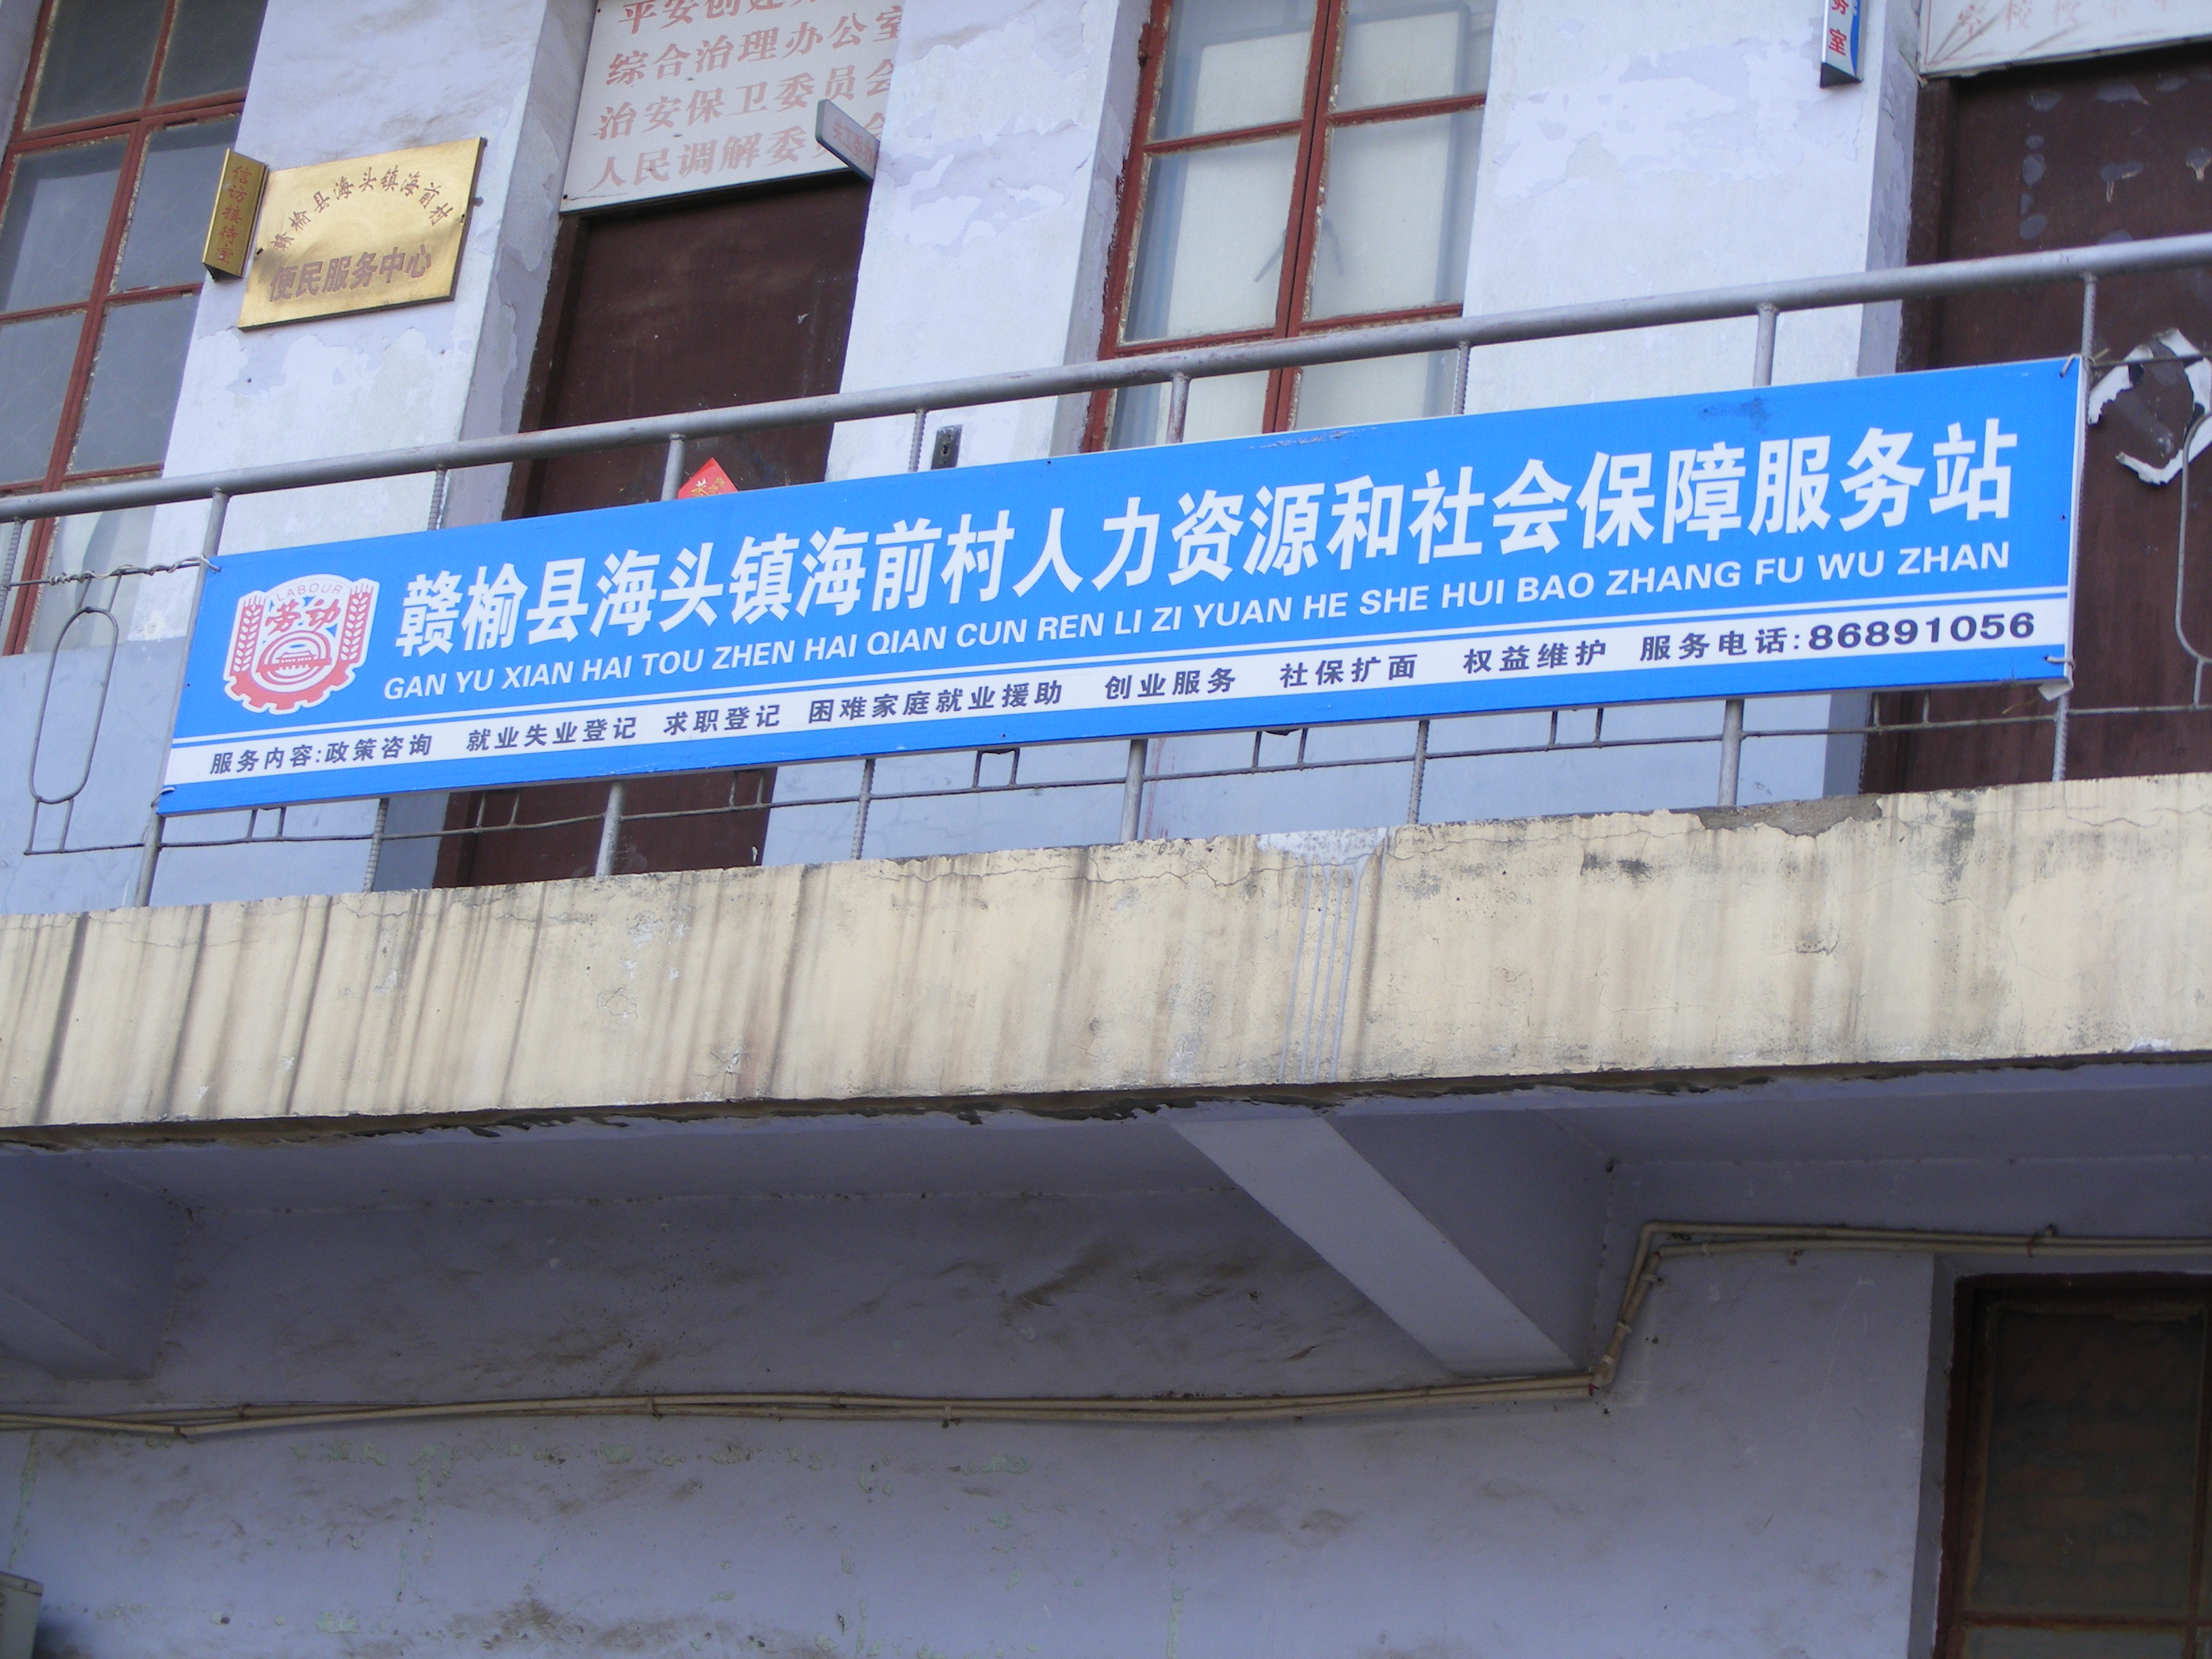 平安创建
综合治理办公室
治安保卫委员会
人民调解委员会
务室
信访接待室
赣榆县海头镇海前村
便民服务中心
LABOUR
劳动
赣榆县海头镇海前村人力资源和社会保障服务站
GAN YU XIAN HAI TOU ZHEN HAI QIAN CUN REN LI ZI YUAN HE SHE HUI BAO ZHANG FU WU ZHAN
服务内容:政策咨询 就业失业登记 求职登记 困难家庭就业援助 创业服务 社保扩面 权益维护 服务电话:86891056